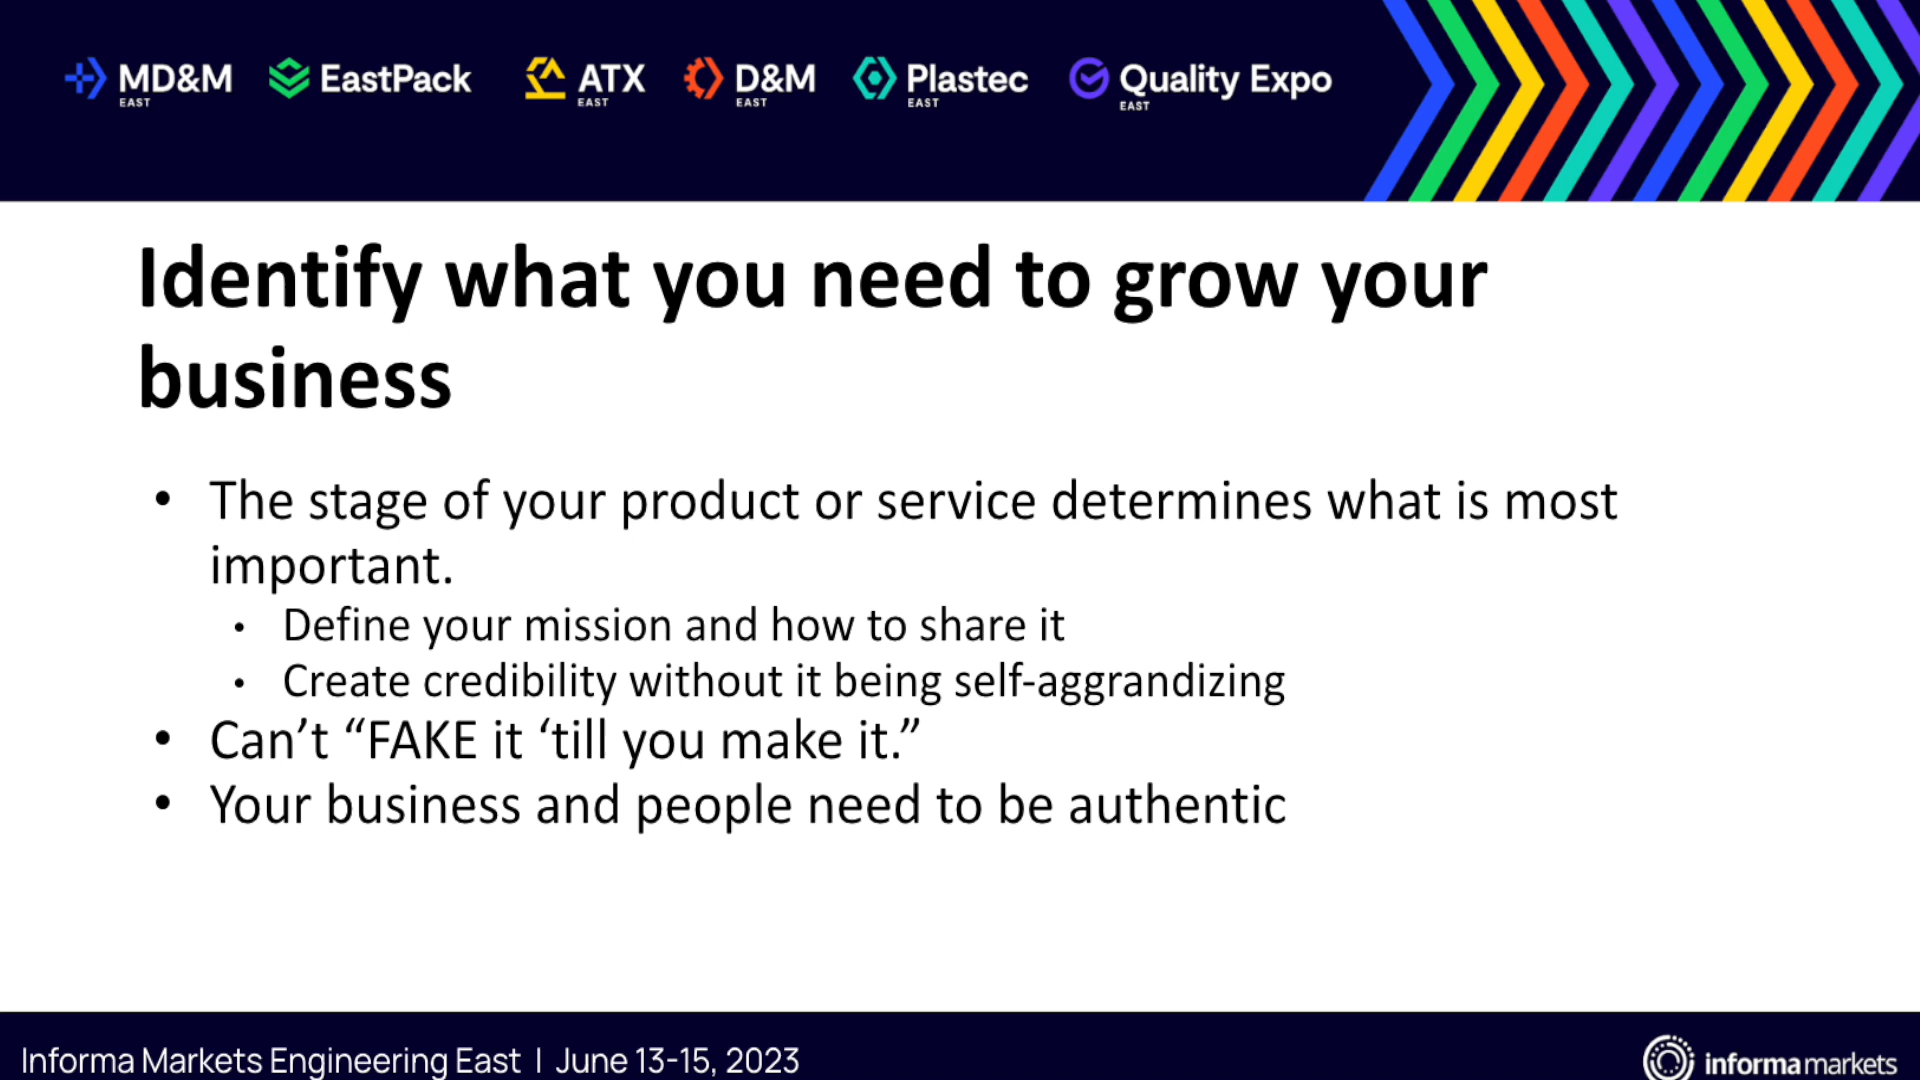 MD&M EastPack ATX D&M Plastec Quality Expo
EAST EAST EAST EAST EAST
Identify what you need to grow your
business
• The stage of your product or service determines what is most
important.
• Define your mission and how to share it
• Create credibility without it being self-aggrandizing
• Can’t “FAKE it ‘till you make it.”
• Your business and people need to be authentic
Informa Markets Engineering East | June 13-15, 2023
informa markets